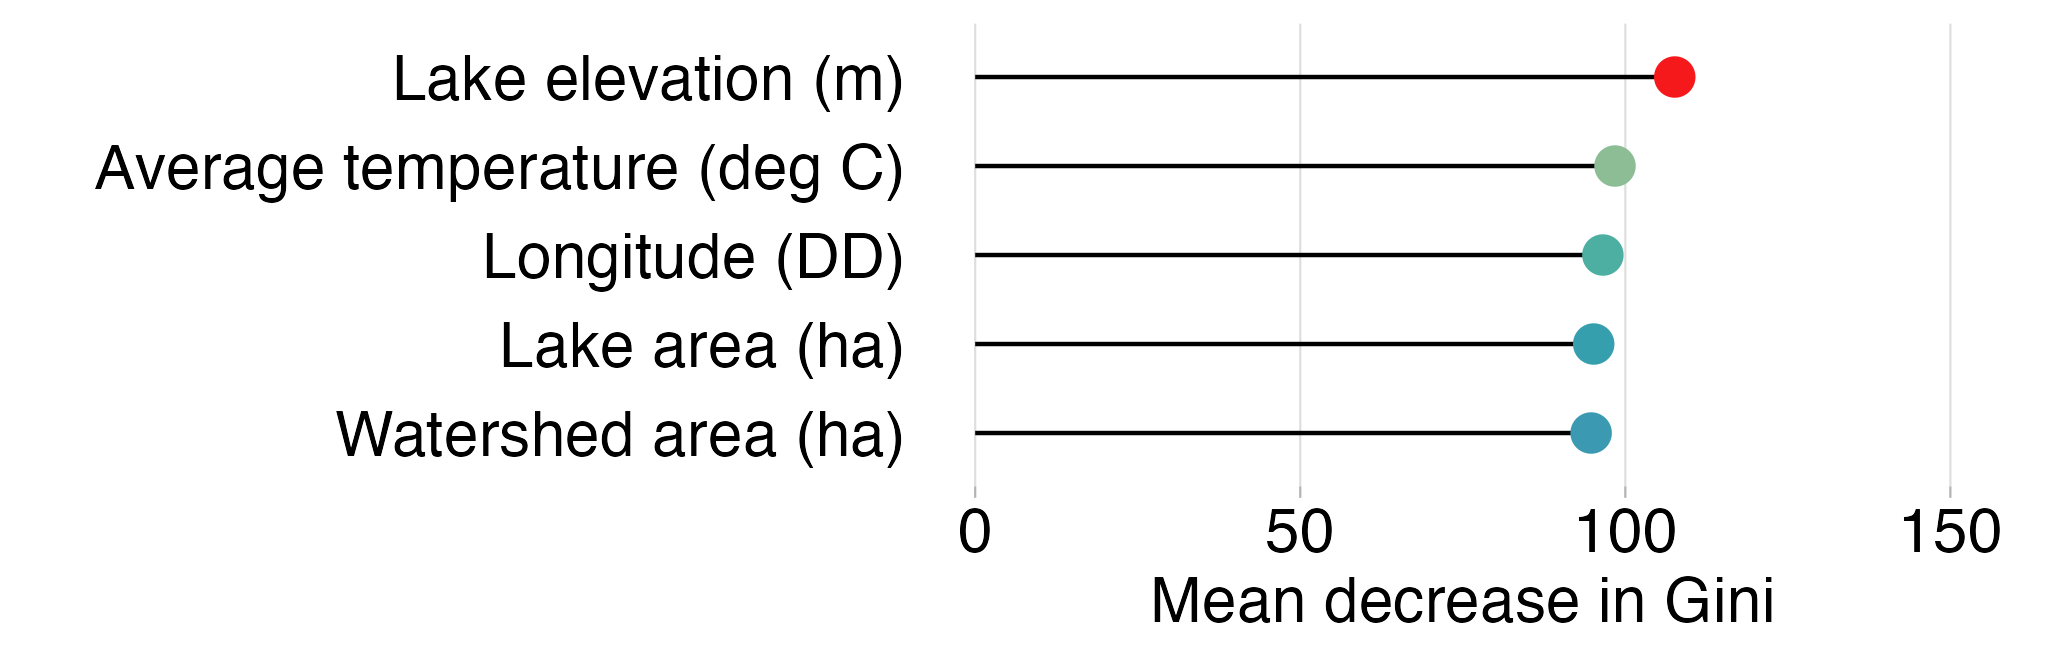 Lake elevation (m)
Average temperature (deg C)
Longitude (DD)
Lake area (ha)
Watershed area (ha)
0 50 100 150
Mean decrease in Gini